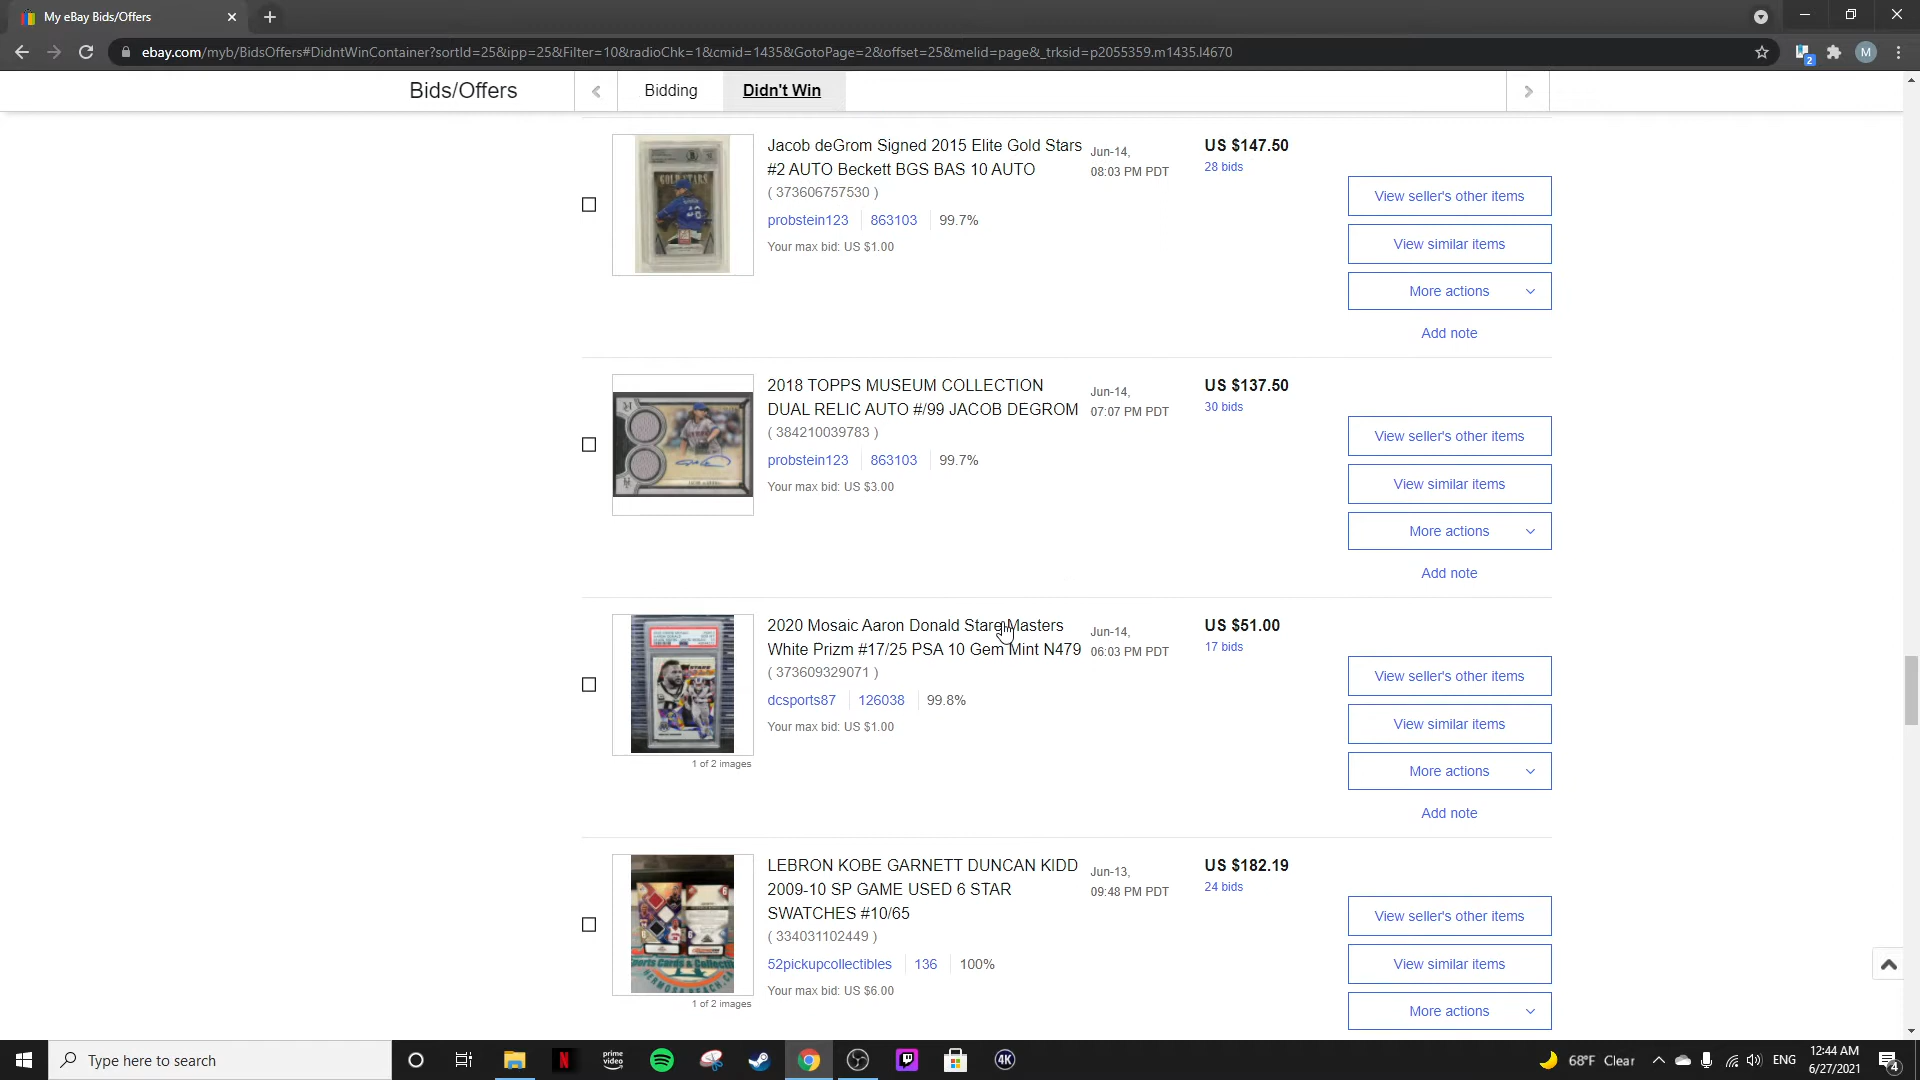 My eBay Bids/Offers
ebay.com/myb/BidsOffers#DidntWinContainer?sortId=25&ipp=25&Filter=10&radioChk=1&cmid=1435&GotoPage=2&offset=25&melid=page&_trksid=p2055359.m1435.l4670
2
M
Bids/Offers
Bidding
Didn't Win
Jacob deGrom Signed 2015 Elite Gold Stars
#2 AUTO Beckett BGS BAS 10 AUTO
( 373606757530 )
probstein123 863103 99.7%
Your max bid: US $1.00
Jun-14,
08:03 PM PDT
US $147.50
28 bids
View seller's other items
View similar items
More actions
Add note
GOLD STARS
2018 TOPPS MUSEUM COLLECTION
DUAL RELIC AUTO #/99 JACOB DEGROM
( 384210039783 )
probstein123 863103 99.7%
Your max bid: US $3.00
Jun-14,
07:07 PM PDT
US $137.50
30 bids
View seller's other items
View similar items
More actions
Add note
2020 Mosaic Aaron Donald Stare Masters
White Prizm #17/25 PSA 10 Gem Mint N479
( 373609329071 )
dcsports87 126038 99.8%
Your max bid: US $1.00
1 of 2 images
Jun-14,
06:03 PM PDT
US $51.00
17 bids
View seller's other items
View similar items
More actions
Add note
LEBRON KOBE GARNETT DUNCAN KIDD
2009-10 SP GAME USED 6 STAR
SWATCHES #10/65
( 334031102449 )
52pickupcollectibles 136 100%
Your max bid: US $6.00
1 of 2 images
Jun-13,
09:48 PM PDT
US $182.19
24 bids
View seller's other items
View similar items
More actions
Type here to search
N
prime video
4K
68°F Clear
ENG
12:44 AM
6/27/2021
4